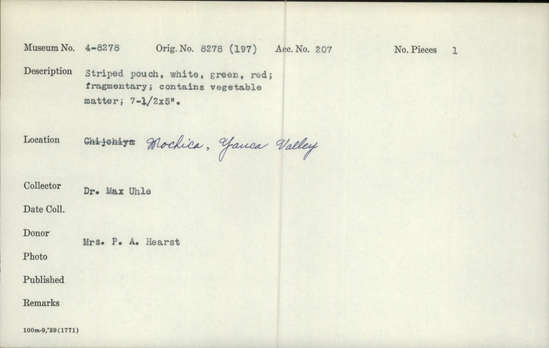 Museum No. 4-8278 Orig. No. 8278 (197) Acc. No. 207 No. Pieces 1
Description Striped pouch, white, green, red;
fragmentary; contains vegetable
matter; 7-1/2x5".
Location Chijchiya Mochica, Yauca Valley
Collector Dr. Max Uhle
Date Coll.
Donor Mrs. P. A. Hearst
Photo
Published
Remarks
100m-9,'39(1771)